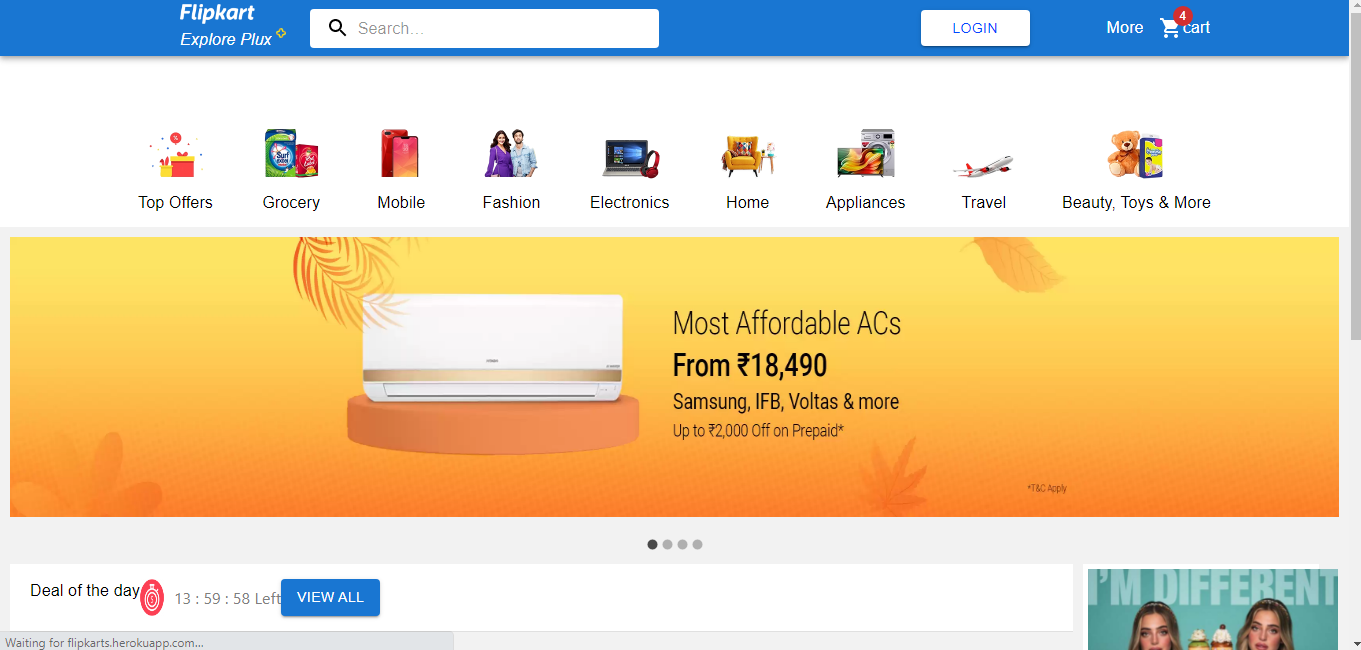 Flipkart
Explore Plux
Search...
LOGIN
More
4
cart
Top Offers
Grocery
Mobile
Fashion
Electronics
Home
Appliances
Travel
Beauty, Toys & More
Most Affordable ACs
From ₹18,490
Samsung, IFB, Voltas & more
Up to ₹2,000 Off on Prepaid*
*T&C Apply
Deal of the day
13 : 59 : 58 Left
VIEW ALL
I'M DIFFERENT
Waiting for flipkarts.herokuapp.com...